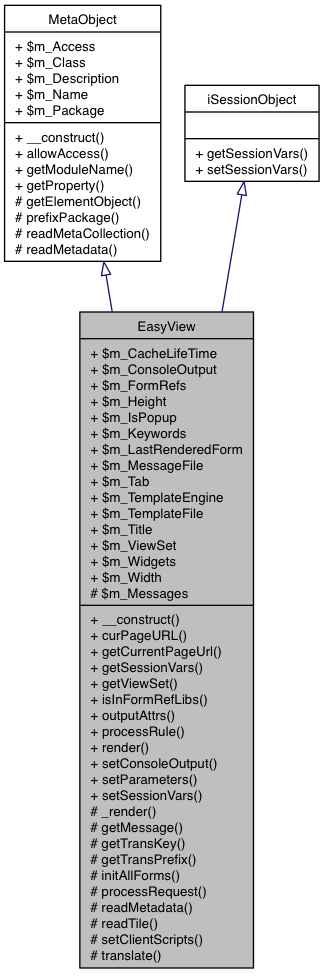 MetaObject
+ $m_Access
+ $m_Class
+ $m_Description
+ $m_Name
+ $m_Package
+ __construct()
+ allowAccess()
+ getModuleName()
+ getProperty()
# getElementObject()
# prefixPackage()
# readMetaCollection()
# readMetadata()
iSessionObject
+ getSessionVars()
+ setSessionVars()
EasyView
+ $m_CacheLifeTime
+ $m_ConsoleOutput
+ $m_FormRefs
+ $m_Height
+ $m_IsPopup
+ $m_Keywords
+ $m_LastRenderedForm
+ $m_MessageFile
+ $m_Tab
+ $m_TemplateEngine
+ $m_TemplateFile
+ $m_Title
+ $m_ViewSet
+ $m_Widgets
+ $m_Width
# $m_Messages
+ __construct()
+ curPageURL()
+ getCurrentPageUrl()
+ getSessionVars()
+ getViewSet()
+ isInFormRefLibs()
+ outputAttrs()
+ processRule()
+ render()
+ setConsoleOutput()
+ setParameters()
+ setSessionVars()
# _render()
# getMessage()
# getTransKey()
# getTransPrefix()
# initAllForms()
# processRequest()
# readMetadata()
# readTile()
# setClientScripts()
# translate()